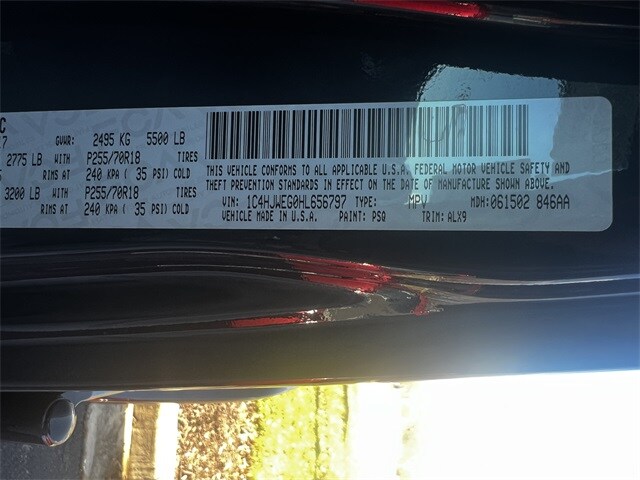 C
7 GVWR: 2495 KG 5500 LB
2775 LB WITH P255/70R18 TIRES
RIMS AT 240 KPA ( 35 PSI) COLD
3200 LB WITH P255/70R18 TIRES
RIMS AT 240 KPA ( 35 PSI) COLD
THIS VEHICLE CONFORMS TO ALL APPLICABLE U.S.A. FEDERAL MOTOR VEHICLE SAFETY AND
THEFT PREVENTION STANDARDS IN EFFECT ON THE DATE OF MANUFACTURE SHOWN ABOVE.
VIN: 1C4HJWEG0HL656797 TYPE: MPV MDH: 061502 846AA
VEHICLE MADE IN U.S.A. PAINT: PSQ TRIM: ALX9